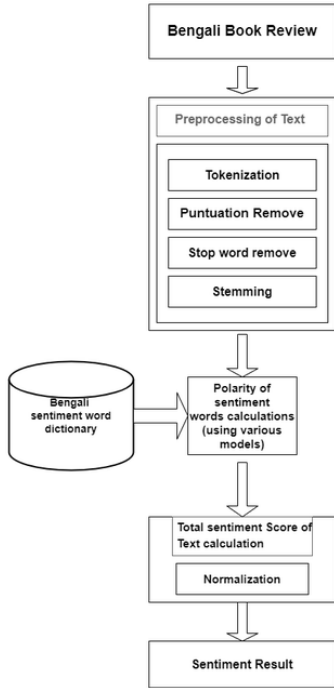 Bengali Book Review
Preprocessing of Text
Tokenization
Puntuation Remove
Stop word remove
Stemming
Bengali
sentiment word
dictionary
Polarity of
sentiment
words calculations
(using various
models)
Total sentiment Score of
Text calculation
Normalization
Sentiment Result